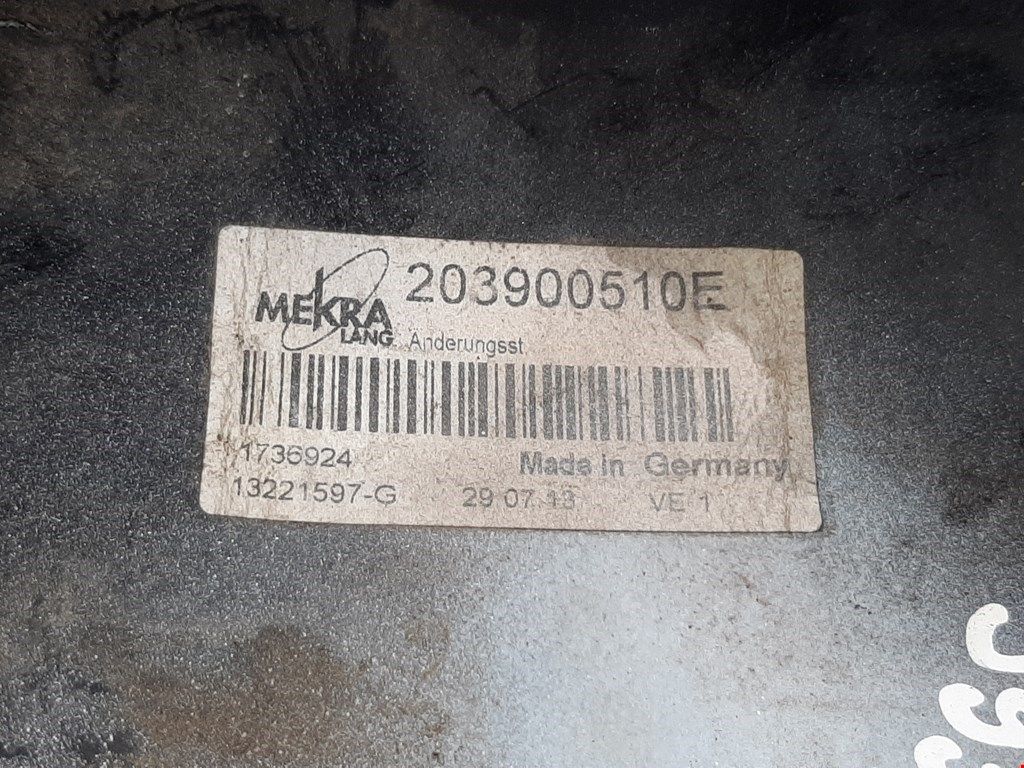 MEKRA
LANG
203900510E
Änderungsst
1736924
Made in Germany
13221597-G 29 07 13 VE 1